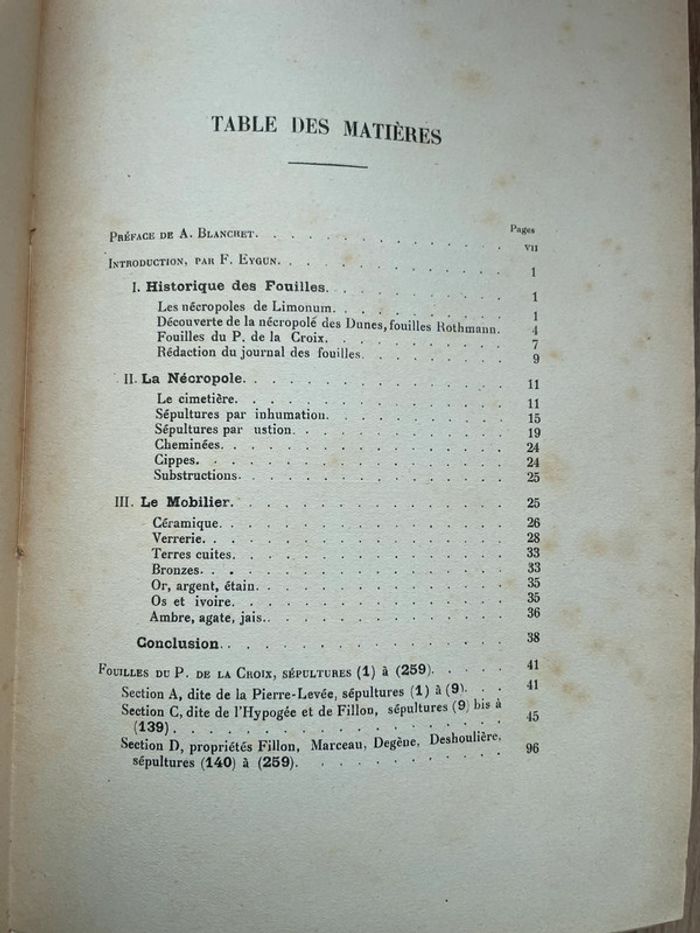 TABLE DES MATIÈRES
Pages
PRÉFACE DE A. BLANCHET. VII
INTRODUCTION, PAR F. EYGUN. 1
I. Historique des Fouilles. 1
Les nécropoles de Limonum. 1
Découverte de la nécropole des Dunes, fouilles Rothmann. 4
Fouilles du P. de la Croix. 7
Rédaction du journal des fouilles. 9
II. La Nécropole. 11
Le cimetière. 11
Sépultures par inhumation. 15
Sépultures par ustion. 19
Cheminées. 24
Cippes. 24
Substructions. 25
III. Le Mobilier. 25
Céramique. 26
Verrerie. 28
Terres cuites. 33
Bronzes. 33
Or, argent, étain. 35
Os et ivoire. 35
Ambre, agate, jais. 36
Conclusion. 38
FOUILLES DU P. DE LA CROIX, SÉPULTURES (1) à (259). 41
Section A, dite de la Pierre-Levée, sépultures (1) à (9). 41
Section C, dite de l'Hypogée et de Fillon, sépultures (9) bis à
(139). 45
Section D, propriétés Fillon, Marceau, Degène, Deshoulière,
sépultures (140) à (259). 96